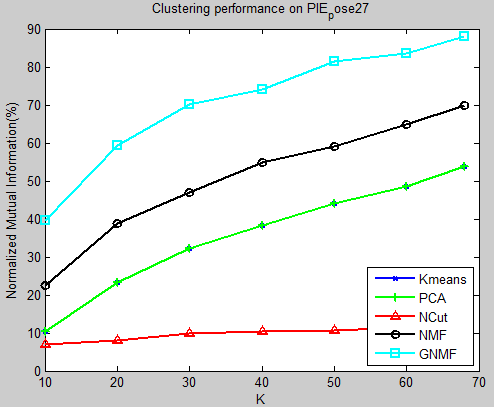 Clustering performance on PIEpose27
Normalized Mutual Information(%)
90
80
70
60
50
40
30
20
10
0
10 20 30 40 50 60 70
K
Kmeans
PCA
NCut
NMF
GNMF